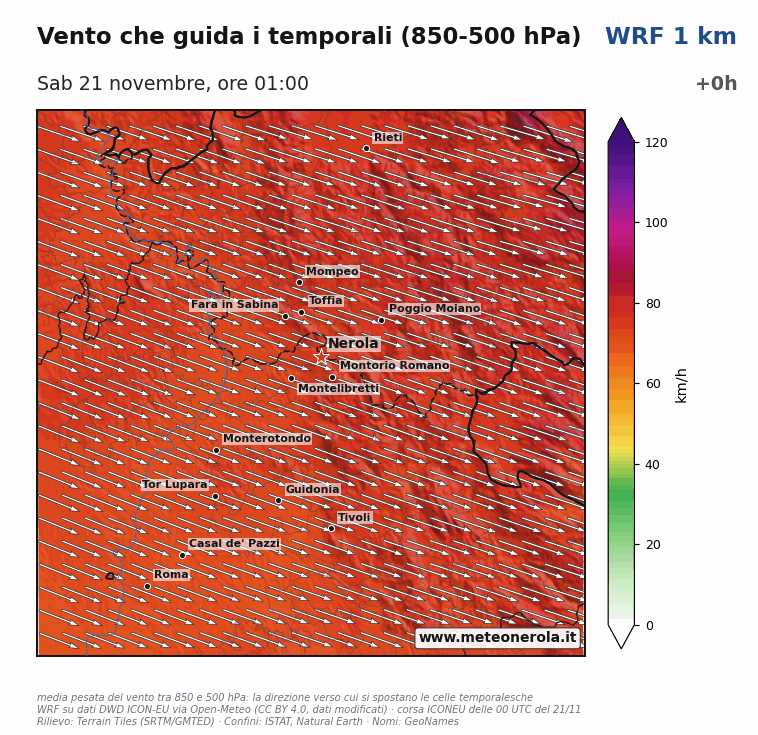 Vento che guida i temporali (850-500 hPa) WRF 1 km
Sab 21 novembre, ore 01:00 +0h
Rieti
Mompeo
Fara in Sabina
Toffia
Poggio Moiano
Nerola
Montorio Romano
Montelibretti
Monterotondo
Tor Lupara
Guidonia
Tivoli
Casal de' Pazzi
Roma
www.meteonerola.it
120
100
80
60
40
20
0
km/h
media pesata del vento tra 850 e 500 hPa: la direzione verso cui si spostano le celle temporalesche
WRF su dati DWD ICON-EU via Open-Meteo (CC BY 4.0, dati modificati) · corsa ICONEU delle 00 UTC del 21/11
Rilievo: Terrain Tiles (SRTM/GMTED) · Confini: ISTAT, Natural Earth · Nomi: GeoNames